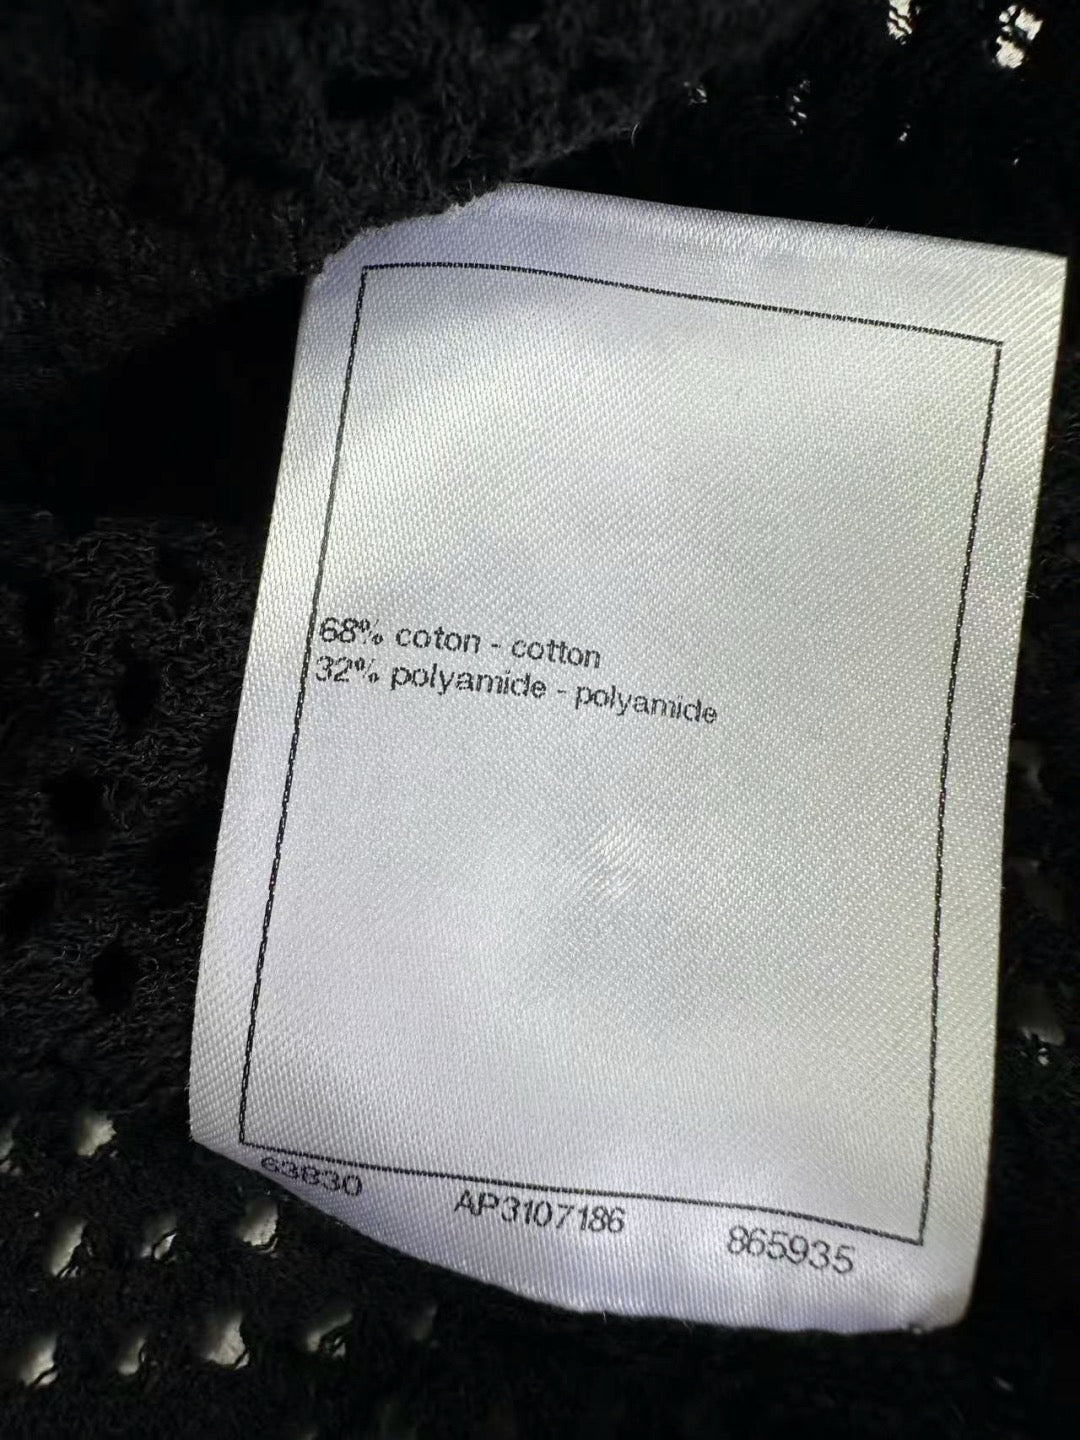 68% coton - cotton
32% polyamide - polyamide
63830 AP3107186 865935